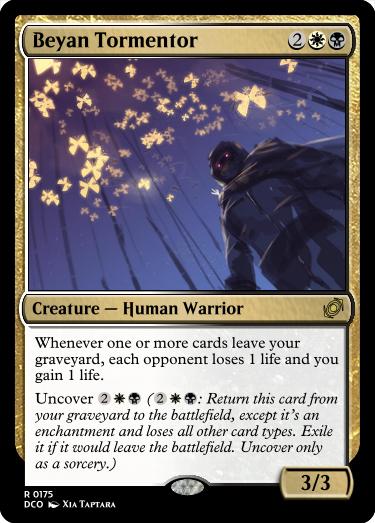 Beyan Tormentor 2
Creature — Human Warrior
Whenever one or more cards leave your
graveyard, each opponent loses 1 life and you
gain 1 life.
Uncover 2 (2 : Return this card from
your graveyard to the battlefield, except it's an
enchantment and loses all other card types. Exile
it if it would leave the battlefield. Uncover only
as a sorcery.)
3/3
R 0175
DCO Xia Taptara